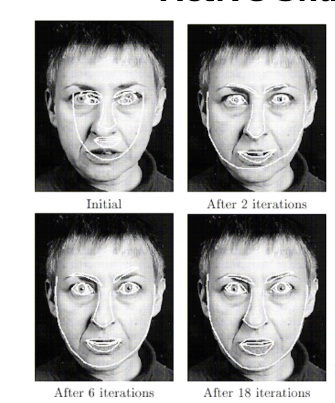 Initial
After 2 iterations
After 6 iterations
After 18 iterations